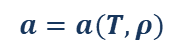 a = a(T, ρ)